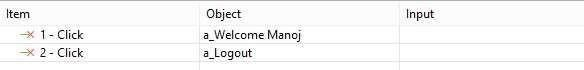 Item Object Input
1 - Click a_Welcome Manoj
2 - Click a_Logout